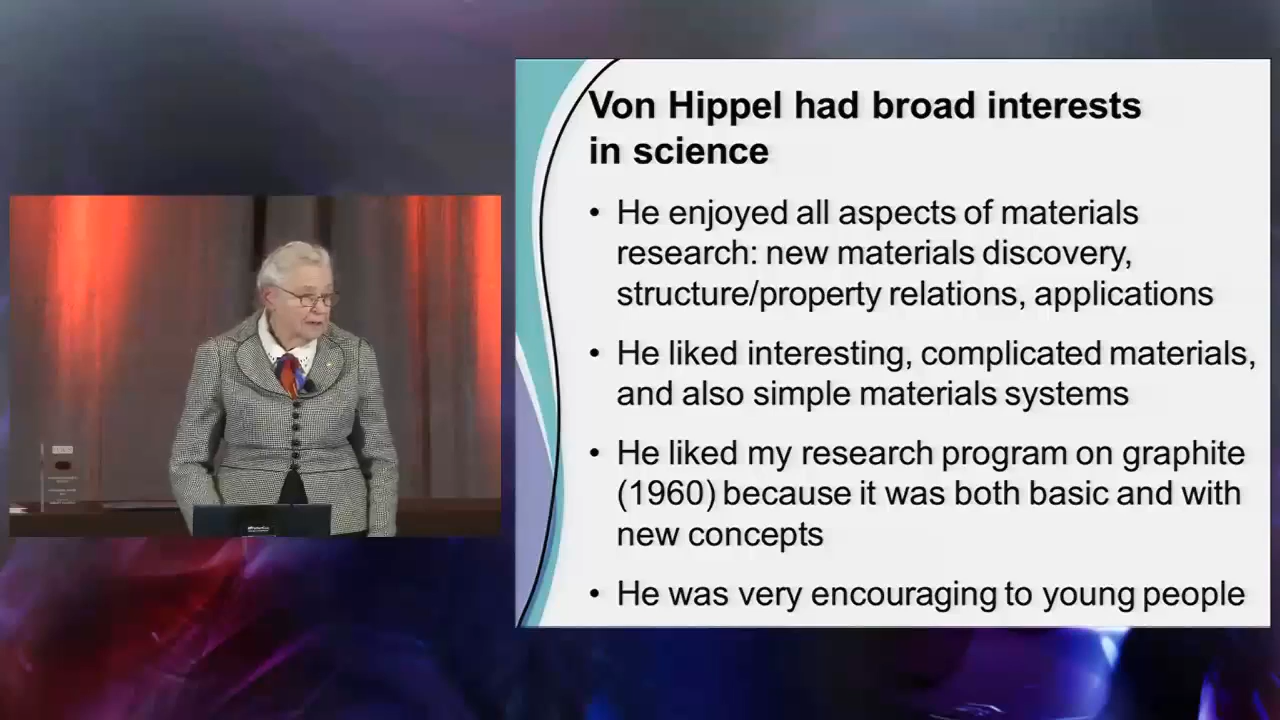 Von Hippel had broad interests
in science
• He enjoyed all aspects of materials
research: new materials discovery,
structure/property relations, applications
• He liked interesting, complicated materials,
and also simple materials systems
• He liked my research program on graphite
(1960) because it was both basic and with
new concepts
• He was very encouraging to young people